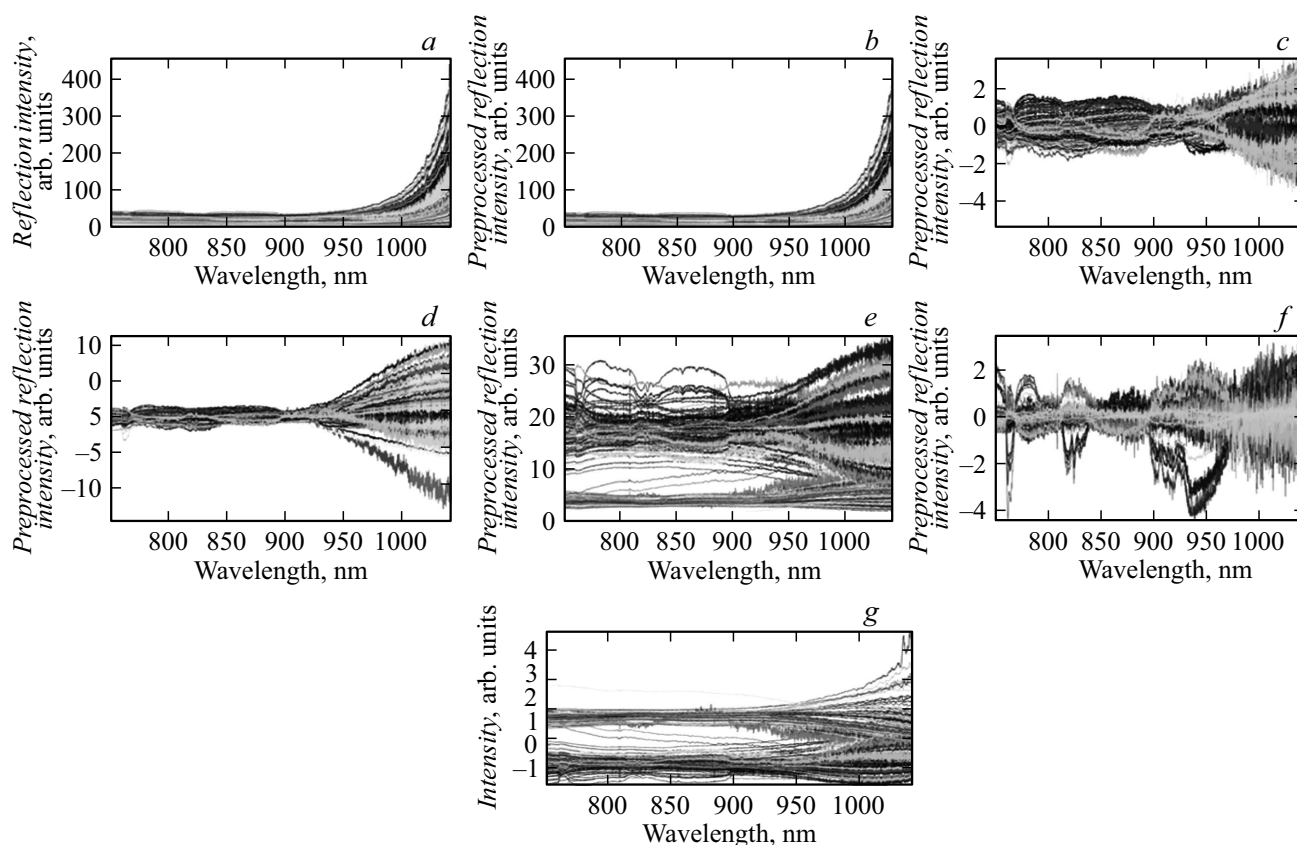 a
Reflection intensity,
arb. units
400
300
200
100
0
800 850 900 950 1000
Wavelength, nm
b
Preprocessed reflection
intensity, arb. units
400
300
200
100
0
800 850 900 950 1000
Wavelength, nm
c
Preprocessed reflection
intensity, arb. units
2
0
−2
−4
800 850 900 950 1000
Wavelength, nm
d
Preprocessed reflection
intensity, arb. units
10
0
5
−5
−10
800 850 900 950 1000
Wavelength, nm
e
Preprocessed reflection
intensity, arb. units
30
20
10
0
800 850 900 950 1000
Wavelength, nm
f
Preprocessed reflection
intensity, arb. units
2
0
−2
−4
800 850 900 950 1000
Wavelength, nm
g
Intensity, arb. units
4
3
2
1
0
−1
800 850 900 950 1000
Wavelength, nm